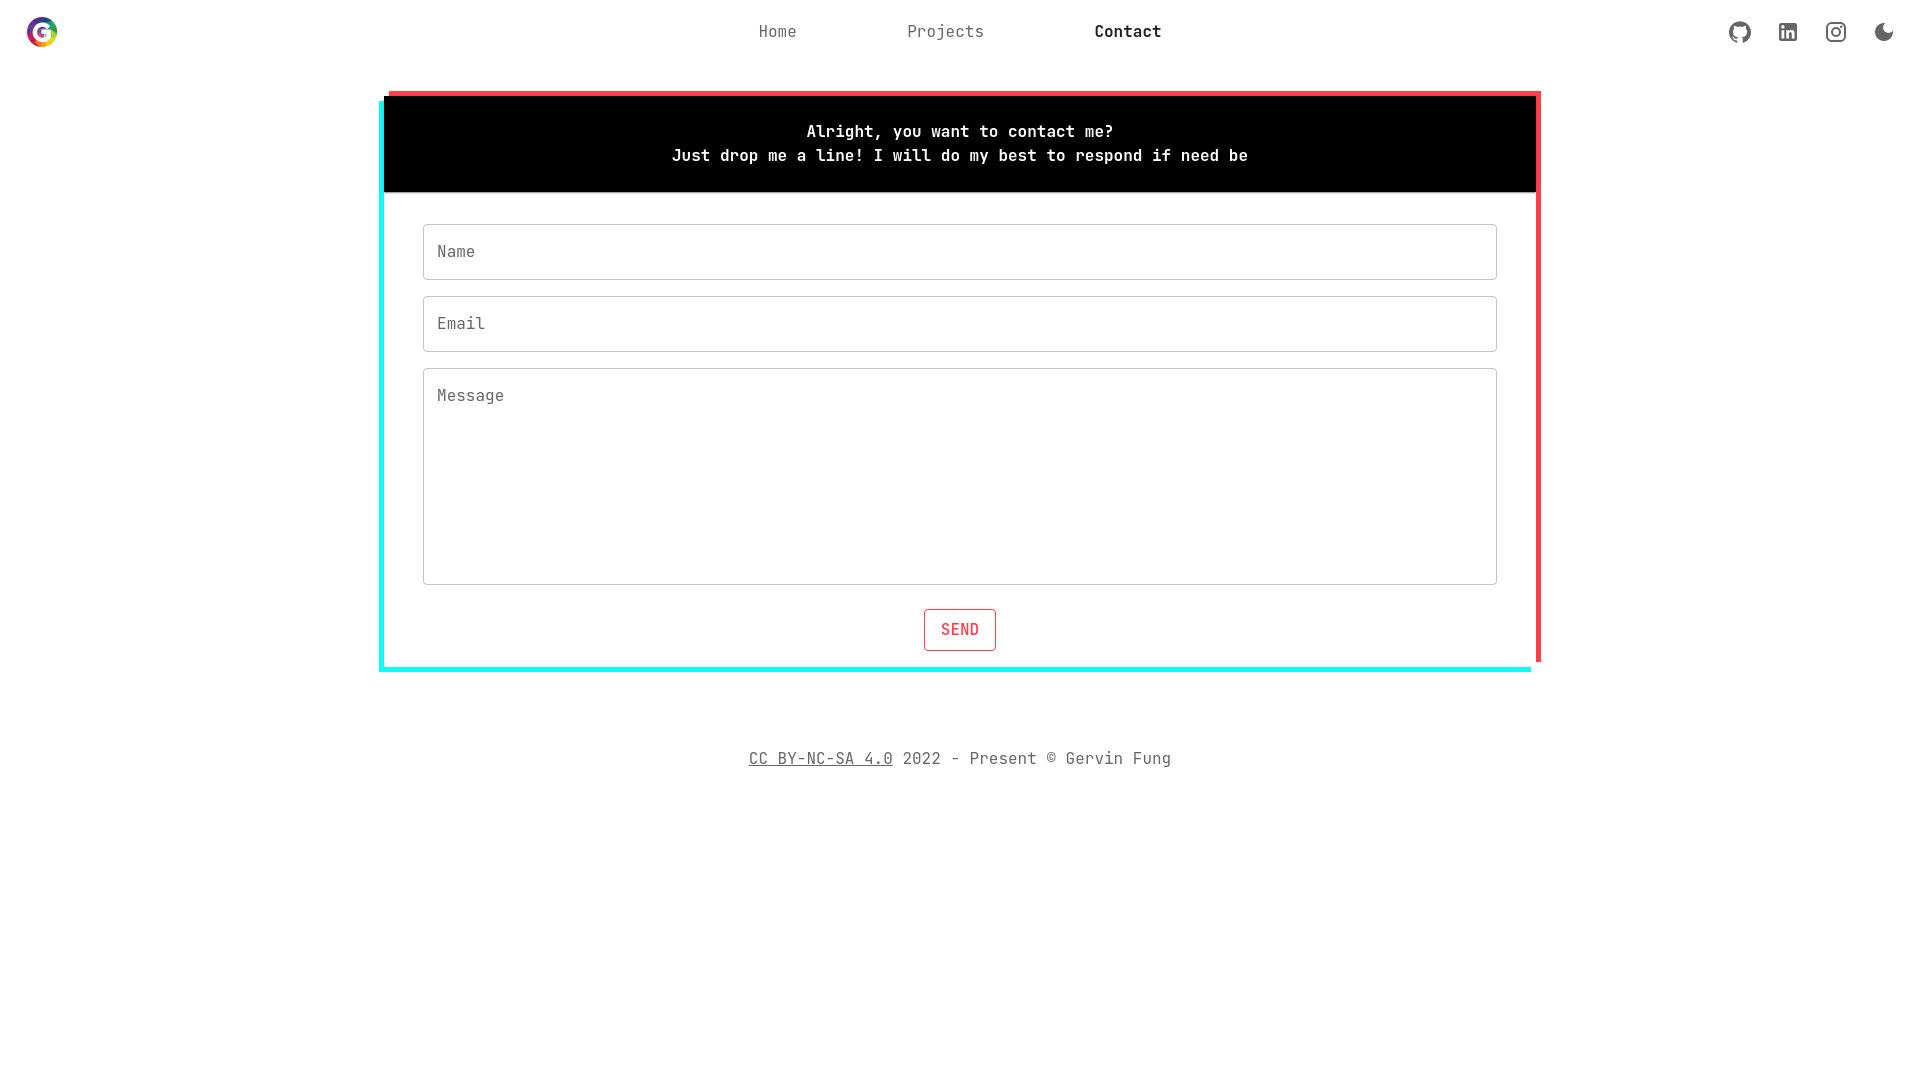 Home
Projects
Contact
Alright, you want to contact me?
Just drop me a line! I will do my best to respond if need be
Name
Email
Message
SEND
CC BY-NC-SA 4.0 2022 - Present © Gervin Fung